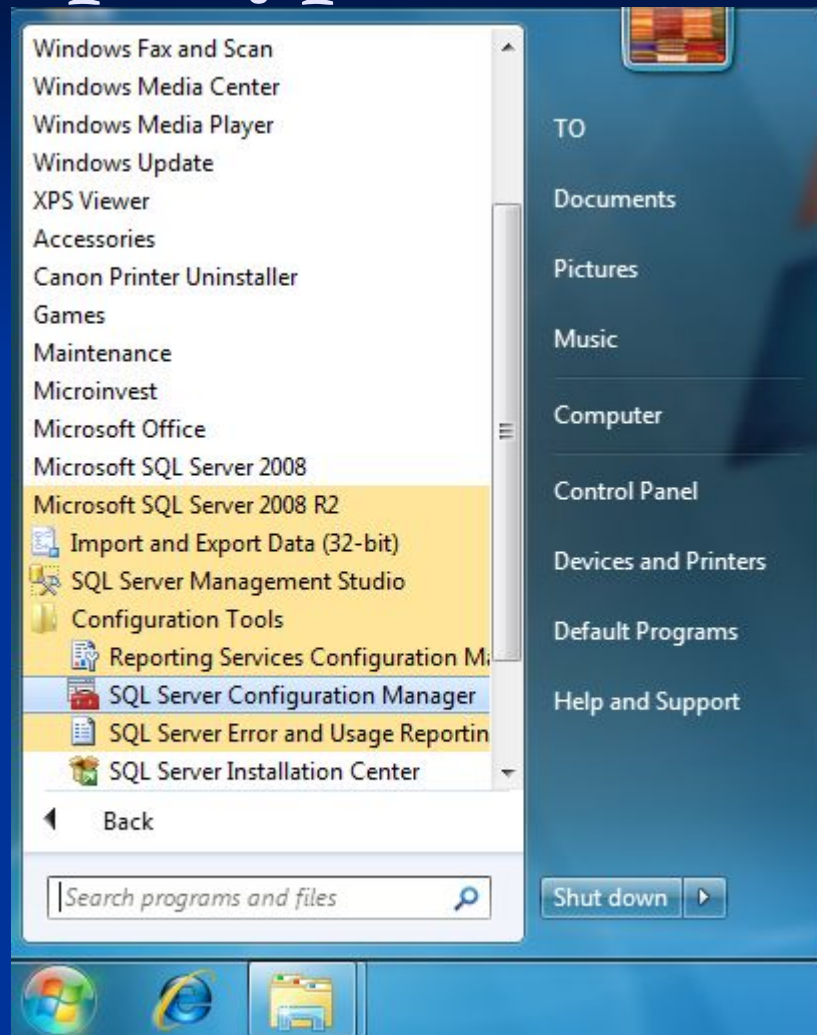 Windows Fax and Scan
Windows Media Center
Windows Media Player
Windows Update
XPS Viewer
Accessories
Canon Printer Uninstaller
Games
Maintenance
Microinvest
Microsoft Office
Microsoft SQL Server 2008
Microsoft SQL Server 2008 R2
Import and Export Data (32-bit)
SQL Server Management Studio
Configuration Tools
Reporting Services Configuration Ma
SQL Server Configuration Manager
SQL Server Error and Usage Reportin
SQL Server Installation Center
Back
Search programs and files
TO
Documents
Pictures
Music
Computer
Control Panel
Devices and Printers
Default Programs
Help and Support
Shut down